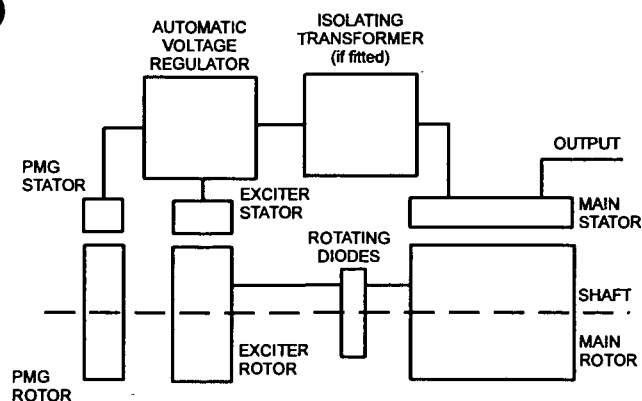 AUTOMATIC
VOLTAGE
REGULATOR
ISOLATING
TRANSFORMER
(if fitted)
OUTPUT
PMG
STATOR
EXCITER
STATOR
MAIN
STATOR
ROTATING
DIODES
SHAFT
EXCITER
ROTOR
MAIN
ROTOR
PMG
ROTOR